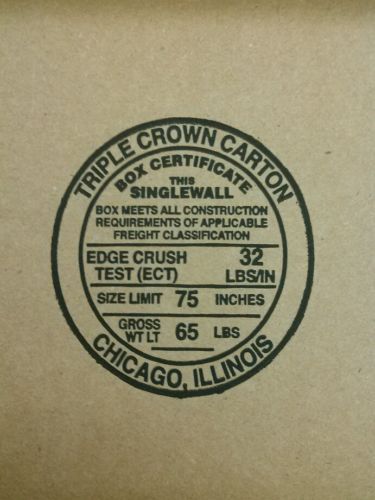 TRIPLE CROWN CARTON
BOX CERTIFICATE
THIS
SINGLEWALL
BOX MEETS ALL CONSTRUCTION
REQUIREMENTS OF APPLICABLE
FREIGHT CLASSIFICATION
EDGE CRUSH 32
TEST (ECT) LBS/IN
SIZE LIMIT 75 INCHES
GROSS
WT LT 65 LBS
CHICAGO, ILLINOIS